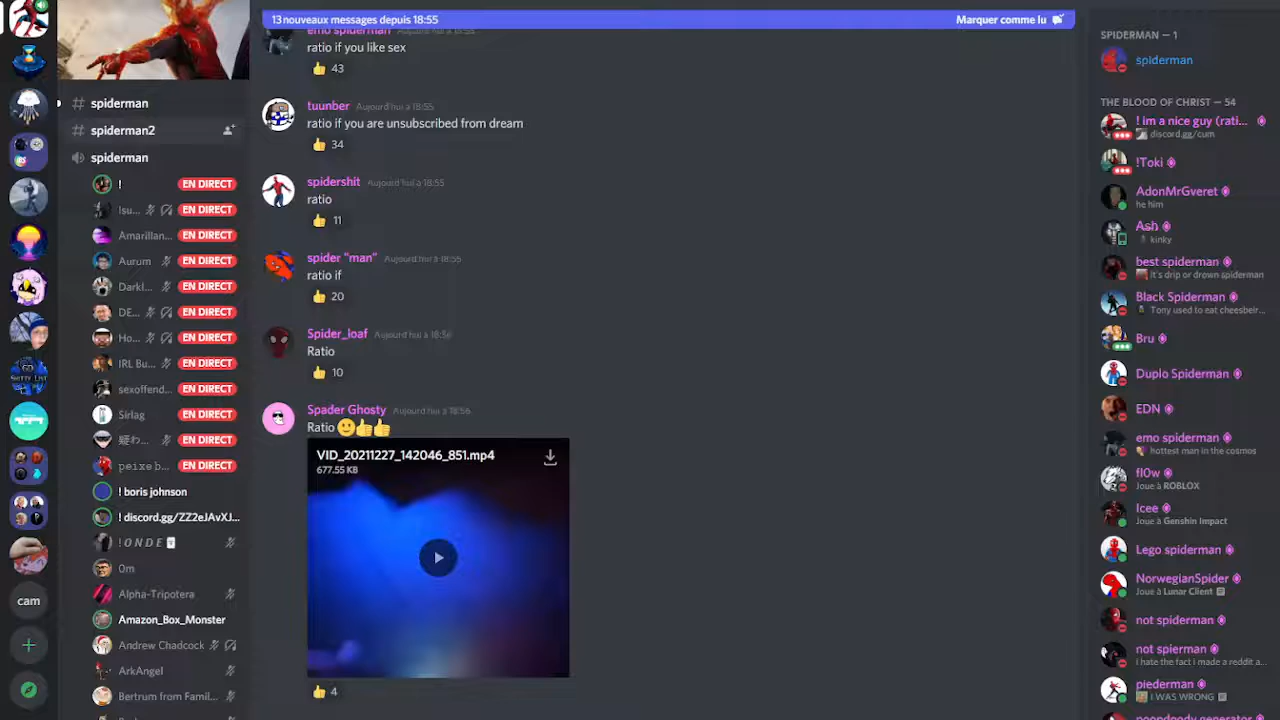 cam
# spiderman
# spiderman2
spiderman
! EN DIRECT
Isu... EN DIRECT
Amarillan... EN DIRECT
Aurum EN DIRECT
Darkl... EN DIRECT
DE... EN DIRECT
Ho... EN DIRECT
IRL Bu... EN DIRECT
sexoffend... EN DIRECT
Sirlag EN DIRECT
疑わ... EN DIRECT
peixe b... EN DIRECT
! boris johnson
! discord.gg/ZZ2eJAvXJ...
! O N D E
0m
Alpha-Tripotera
Amazon_Box_Monster
Andrew Chadcock
ArkAngel
Bertrum from Famil...
13 nouveaux messages depuis 18:55
Marquer comme lu
emo spiderman Aujourd'hui à 18:55
ratio if you like sex
👍 43
tuunber Aujourd'hui à 18:55
ratio if you are unsubscribed from dream
👍 34
spidershit Aujourd'hui à 18:55
ratio
👍 11
spider "man" Aujourd'hui à 18:55
ratio if
👍 20
Spider_loaf Aujourd'hui à 18:56
Ratio
👍 10
Spader Ghosty Aujourd'hui à 18:56
Ratio 🙂👍👍
VID_20211227_142046_851.mp4
677.55 KB
👍 4
SPIDERMAN — 1
spiderman
THE BLOOD OF CHRIST — 54
! im a nice guy (rati...
discord.gg/cum
!Toki
AdonMrGveret
he him
Ash
kinky
best spiderman
it's drip or drown spiderman
Black Spiderman
Tony used to eat cheesbeir...
Bru
Duplo Spiderman
EDN
emo spiderman
hottest man in the cosmos
fl0w
Joue à ROBLOX
Icee
Joue à Genshin Impact
Lego spiderman
NorwegianSpider
Joue à Lunar Client
not spiderman
not spierman
i hate the fact i made a reddit a...
piederman
I WAS WRONG
poopdoody generator